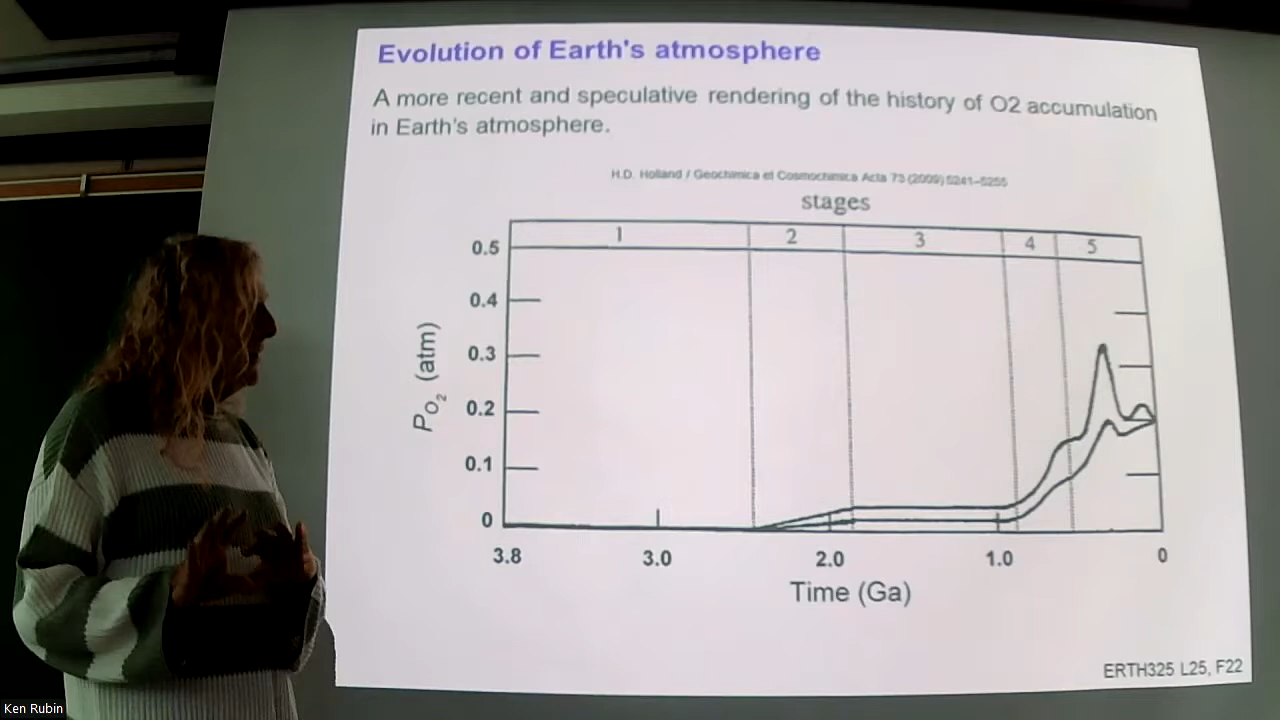 Evolution of Earth's atmosphere
A more recent and speculative rendering of the history of O2 accumulation
in Earth's atmosphere.
H.D. Holland / Geochimica et Cosmochimica Acta 73 (2009) 5241–5255
stages
1 2 3 4 5
0.5
0.4
0.3
0.2
0.1
0
PO2 (atm)
3.8 3.0 2.0 1.0 0
Time (Ga)
ERTH325 L25, F22
Ken Rubin